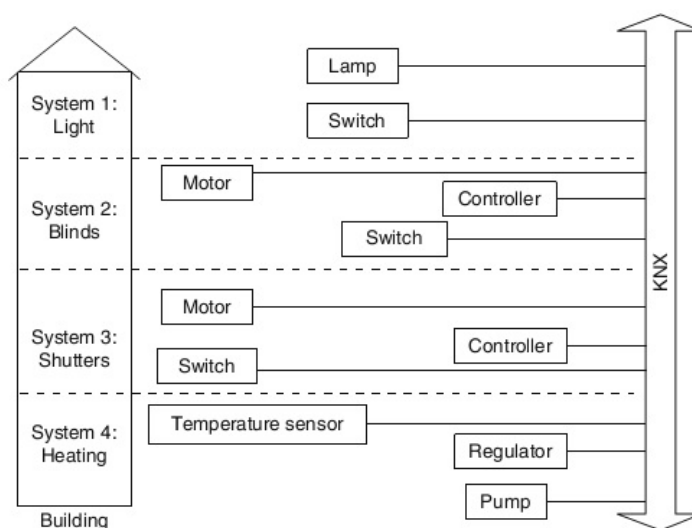 Lamp
System 1:
Light
Switch
Motor
Controller
System 2:
Blinds
Switch
KNX
Motor
System 3:
Shutters
Controller
Switch
Temperature sensor
System 4:
Heating
Regulator
Pump
Building